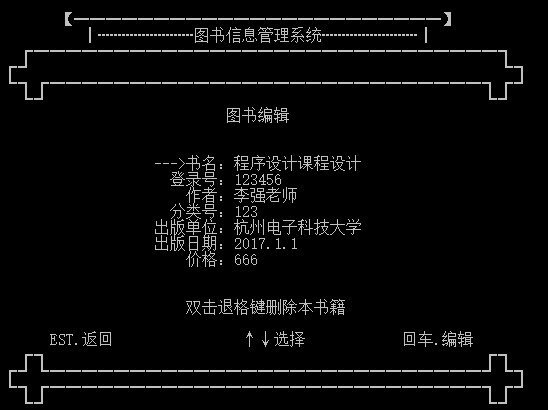 图书信息管理系统
图书编辑
--->书名：程序设计课程设计
登录号：123456
作者：李强老师
分类号：123
出版单位：杭州电子科技大学
出版日期：2017.1.1
价格：666
双击退格键删除本书籍
EST.返回 ↑↓选择 回车.编辑